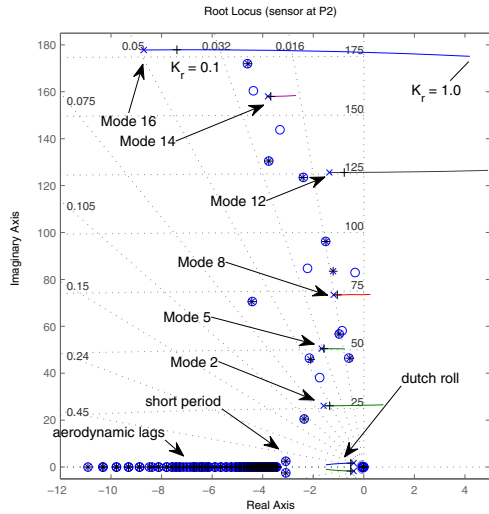 Root Locus (sensor at P2)
180
160
140
120
100
80
60
40
20
0
-12
-10
-8
-6
-4
-2
0
2
4
Imaginary Axis
Real Axis
0.05
0.032
0.016
0.075
0.105
0.15
0.24
0.45
175
150
125
100
75
50
25
K_r = 0.1
K_r = 1.0
Mode 16
Mode 14
Mode 12
Mode 8
Mode 5
Mode 2
dutch roll
short period
aerodynamic lags